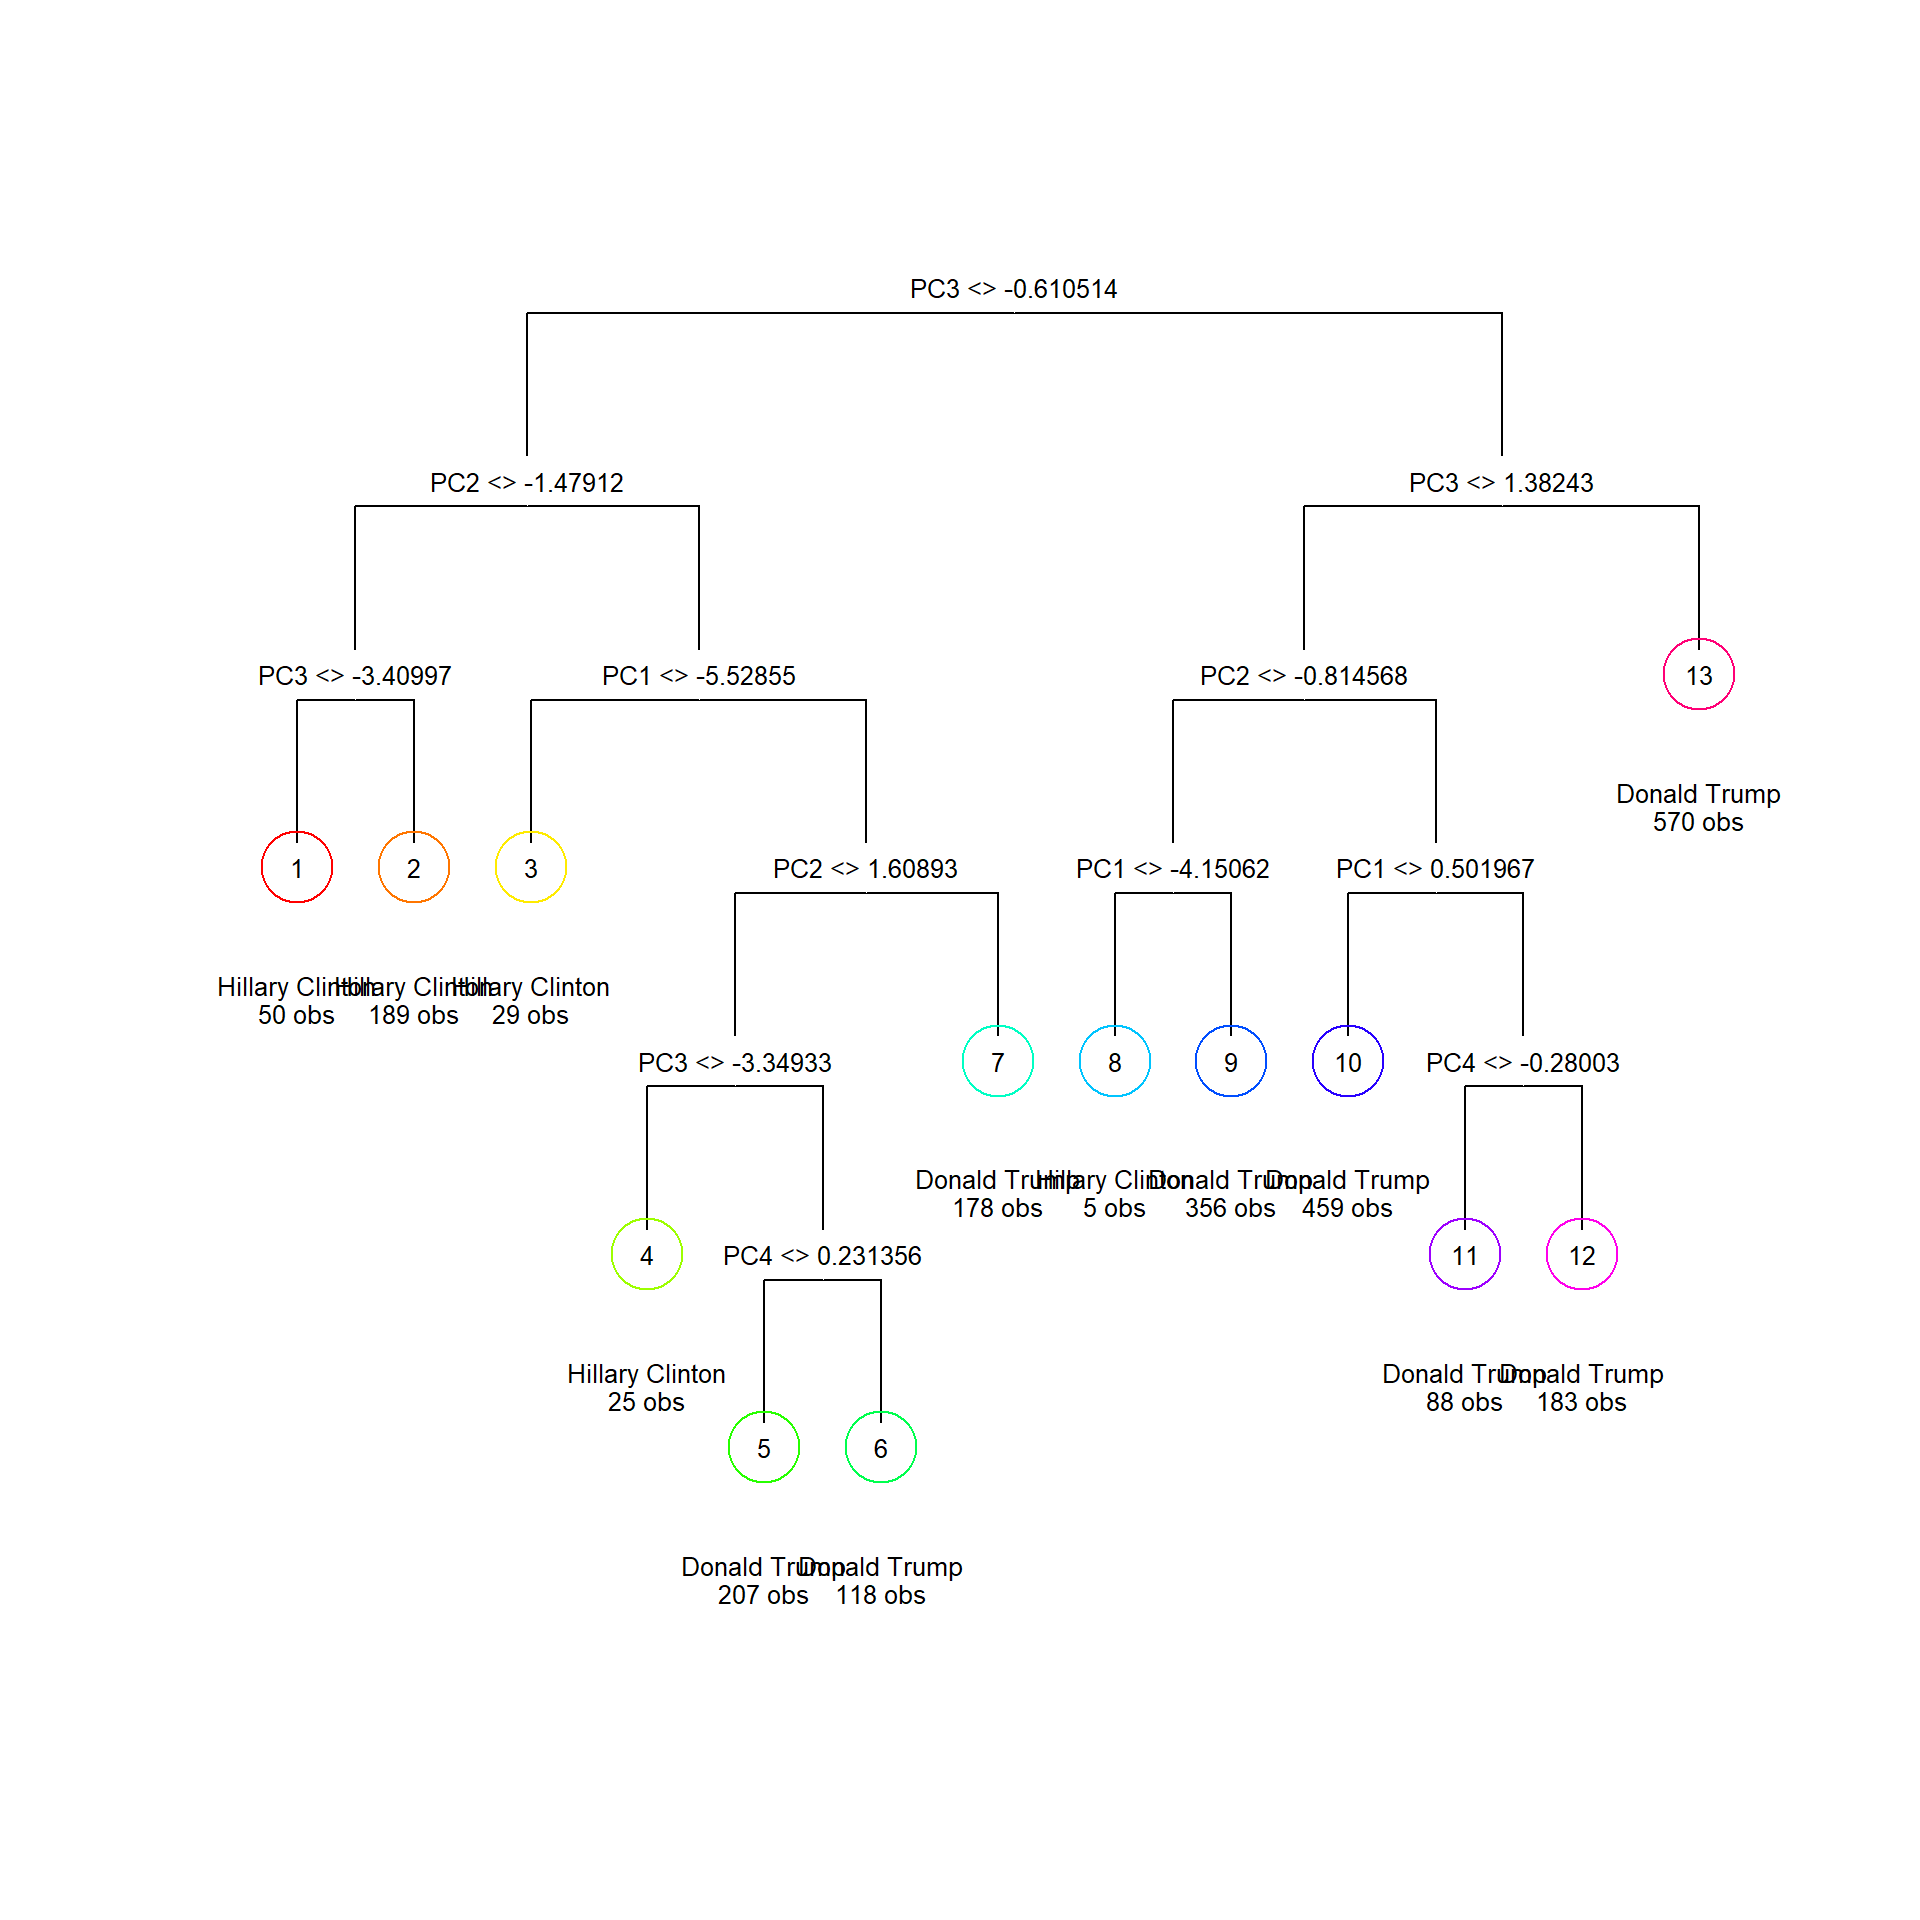 PC3 <> -0.610514
PC2 <> -1.47912
PC3 <> 1.38243
PC3 <> -3.40997
PC1 <> -5.52855
PC2 <> -0.814568
13
Donald Trump
570 obs
1
2
3
PC2 <> 1.60893
PC1 <> -4.15062
PC1 <> 0.501967
Hillary Clinton
50 obs
Hillary Clinton
189 obs
Hillary Clinton
29 obs
PC3 <> -3.34933
7
8
9
10
PC4 <> -0.28003
Donald Trump
178 obs
Hillary Clinton
5 obs
Donald Trump
356 obs
Donald Trump
459 obs
4
PC4 <> 0.231356
11
12
Hillary Clinton
25 obs
Donald Trump
88 obs
Donald Trump
183 obs
5
6
Donald Trump
207 obs
Donald Trump
118 obs